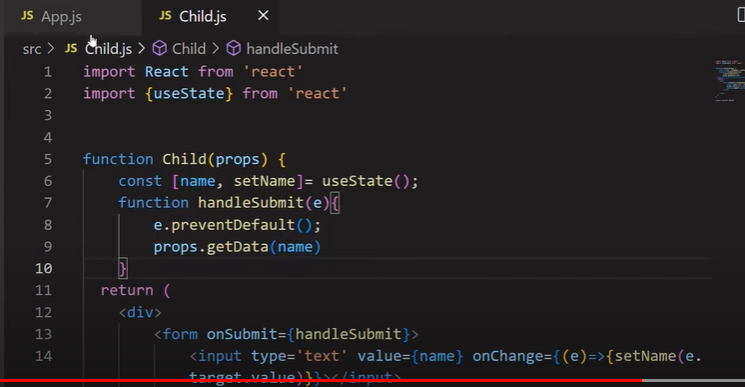 JS App.js
JS Child.js ×
src > JS Child.js > Child > handleSubmit
1 import React from 'react'
2 import {useState} from 'react'
3
4
5 function Child(props) {
6 const [name, setName]= useState();
7 function handleSubmit(e){
8 e.preventDefault();
9 props.getData(name)
10 }
11 return (
12 <div>
13 <form onSubmit={handleSubmit}>
14 <input type='text' value={name} onChange={(e)=>{setName(e.
target.value)}}></input>